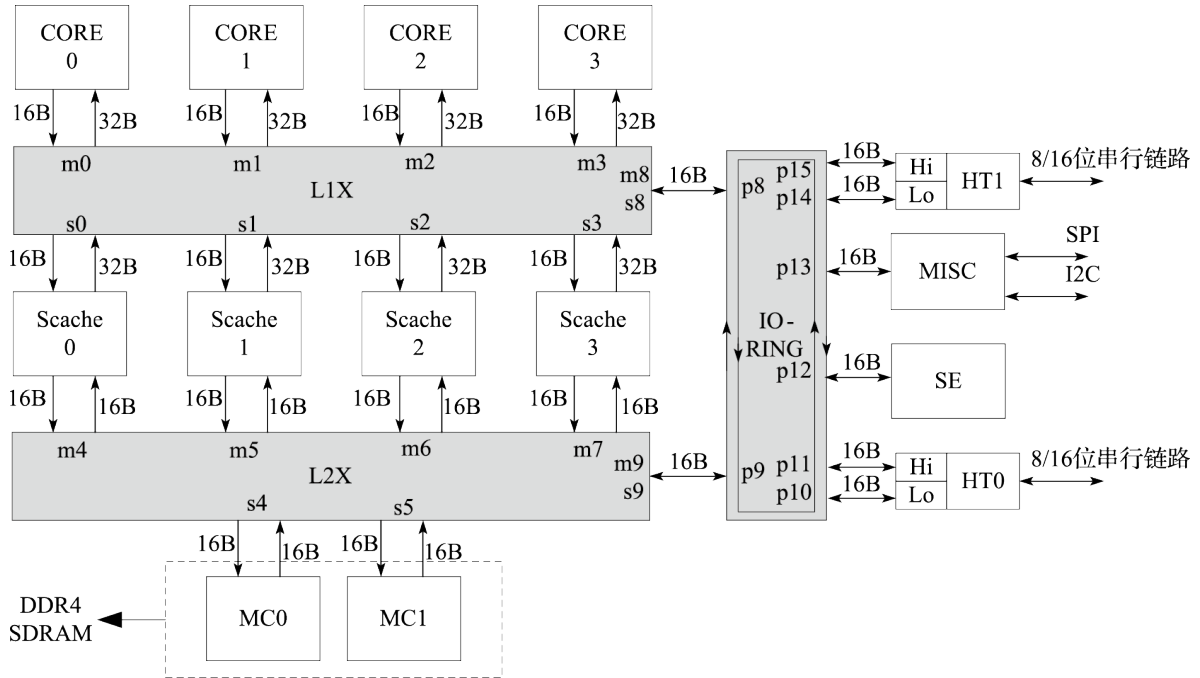 CORE
0
CORE
1
CORE
2
CORE
3
16B
32B
16B
32B
16B
32B
16B
32B
m0
m1
m2
m3
m8
s8
L1X
s0
s1
s2
s3
16B
16B
32B
16B
32B
16B
32B
16B
32B
Scache
0
Scache
1
Scache
2
Scache
3
16B
16B
16B
16B
16B
16B
16B
16B
m4
m5
m6
m7
m9
s9
L2X
s4
s5
16B
16B
16B
16B
16B
MC0
MC1
DDR4
SDRAM
p8
p9
IO-
RING
p15
p14
p13
p12
p11
p10
16B
16B
Hi
Lo
HT1
8/16位串行链路
16B
MISC
SPI
I2C
16B
SE
16B
16B
Hi
Lo
HT0
8/16位串行链路